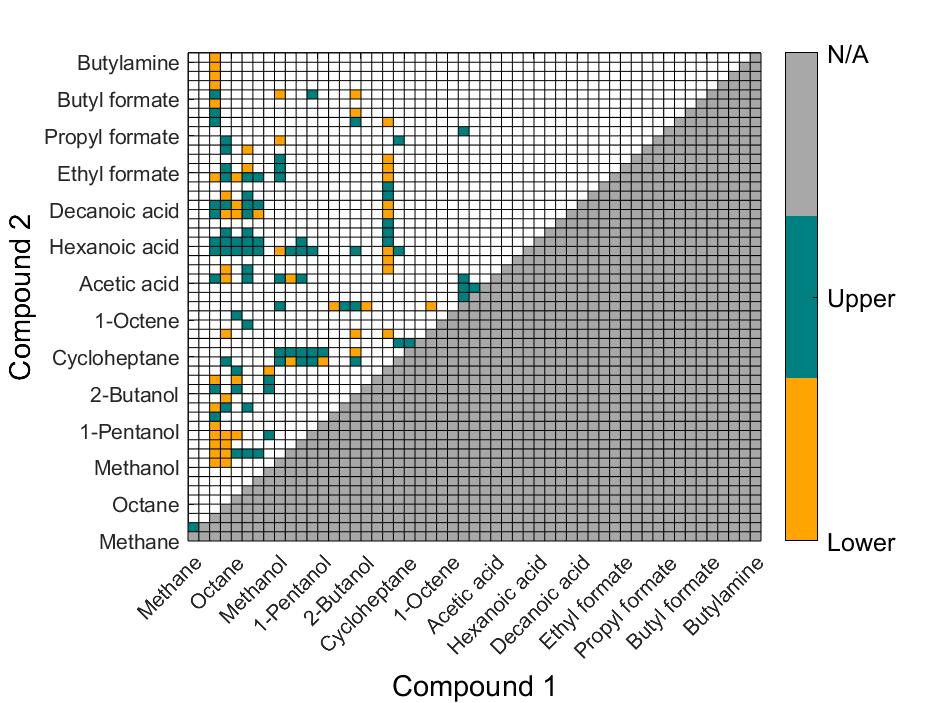 Butylamine
Butyl formate
Propyl formate
Ethyl formate
Decanoic acid
Hexanoic acid
Acetic acid
1-Octene
Cycloheptane
2-Butanol
1-Pentanol
Methanol
Octane
Methane
Compound 2
Methane
Octane
Methanol
1-Pentanol
2-Butanol
Cycloheptane
1-Octene
Acetic acid
Hexanoic acid
Decanoic acid
Ethyl formate
Propyl formate
Butyl formate
Butylamine
Compound 1
N/A
Upper
Lower